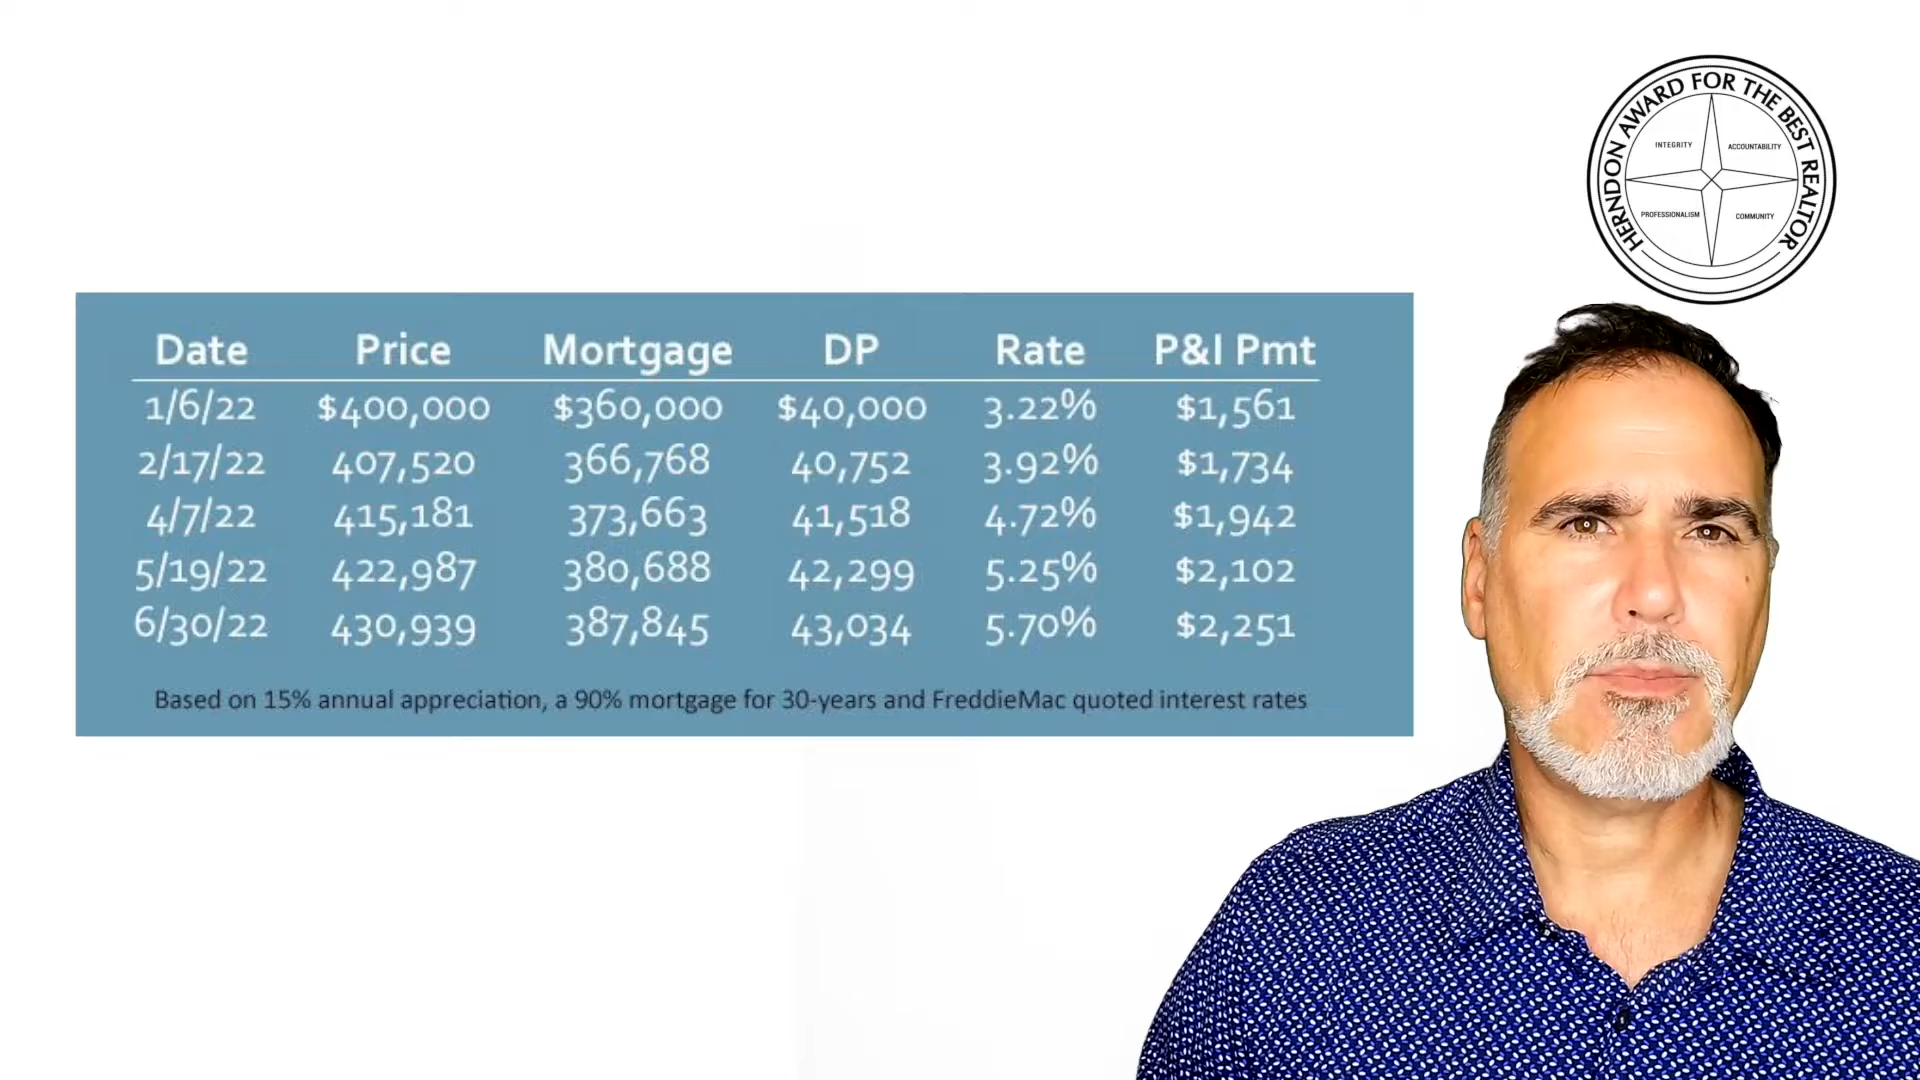 HERNDON AWARD FOR THE BEST REALTOR
INTEGRITY
ACCOUNTABILITY
PROFESSIONALISM
COMMUNITY
Date Price Mortgage DP Rate P&I Pmt
1/6/22 $400,000 $360,000 $40,000 3.22% $1,561
2/17/22 407,520 366,768 40,752 3.92% $1,734
4/7/22 415,181 373,663 41,518 4.72% $1,942
5/19/22 422,987 380,688 42,299 5.25% $2,102
6/30/22 430,939 387,845 43,034 5.70% $2,251
Based on 15% annual appreciation, a 90% mortgage for 30-years and FreddieMac quoted interest rates